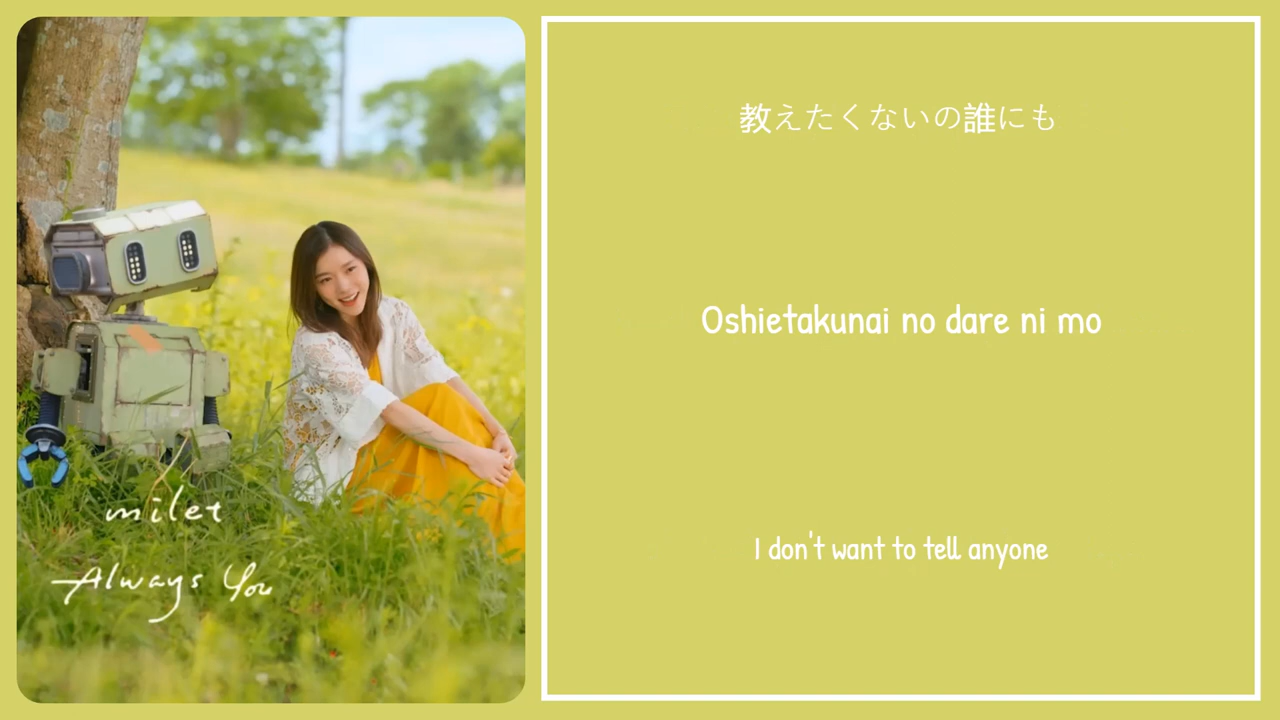 milet
Always You
教えたくないの誰にも
Oshietakunai no dare ni mo
I don't want to tell anyone